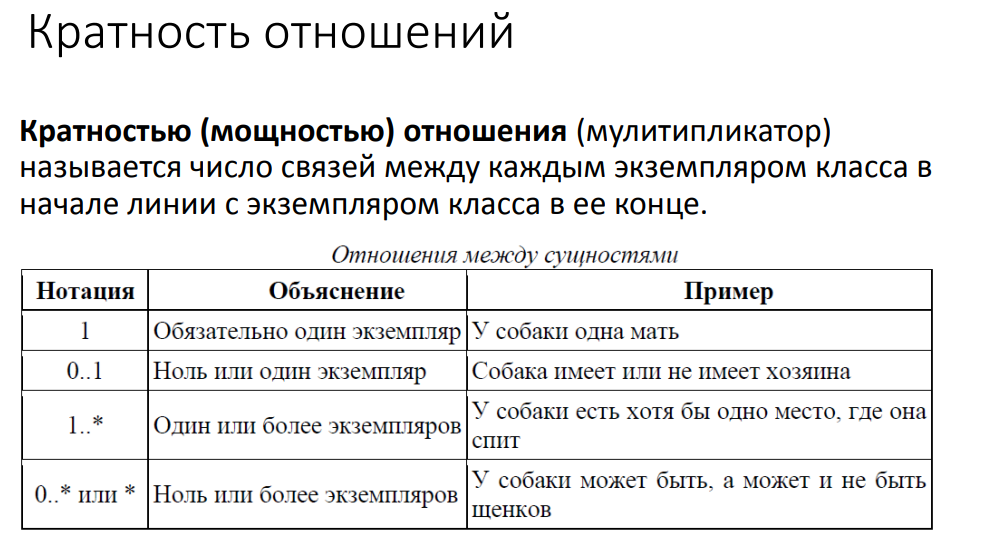 Кратность отношений
Кратностью (мощностью) отношения (мулитипликатор)
называется число связей между каждым экземпляром класса в
начале линии с экземпляром класса в ее конце.
Отношения между сущностями
Нотация Объяснение Пример
1 Обязательно один экземпляр У собаки одна мать
0..1 Ноль или один экземпляр Собака имеет или не имеет хозяина
1..* Один или более экземпляров У собаки есть хотя бы одно место, где она
спит
0..* или * Ноль или более экземпляров У собаки может быть, а может и не быть
щенков